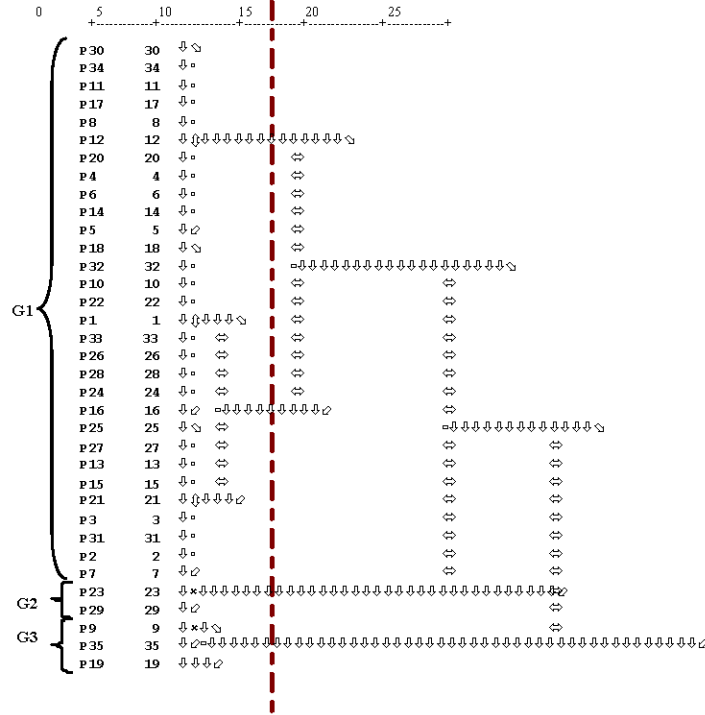 0 5 10 15 20 25
P30 30
P34 34
P11 11
P17 17
P8 8
P12 12
P20 20
P4 4
P6 6
P14 14
P5 5
P18 18
P32 32
P10 10
P22 22
G1
P1 1
P33 33
P26 26
P28 28
P24 24
P16 16
P25 25
P27 27
P13 13
P15 15
P21 21
P3 3
P31 31
P2 2
P7 7
P23 23
G2
P29 29
P9 9
G3
P35 35
P19 19